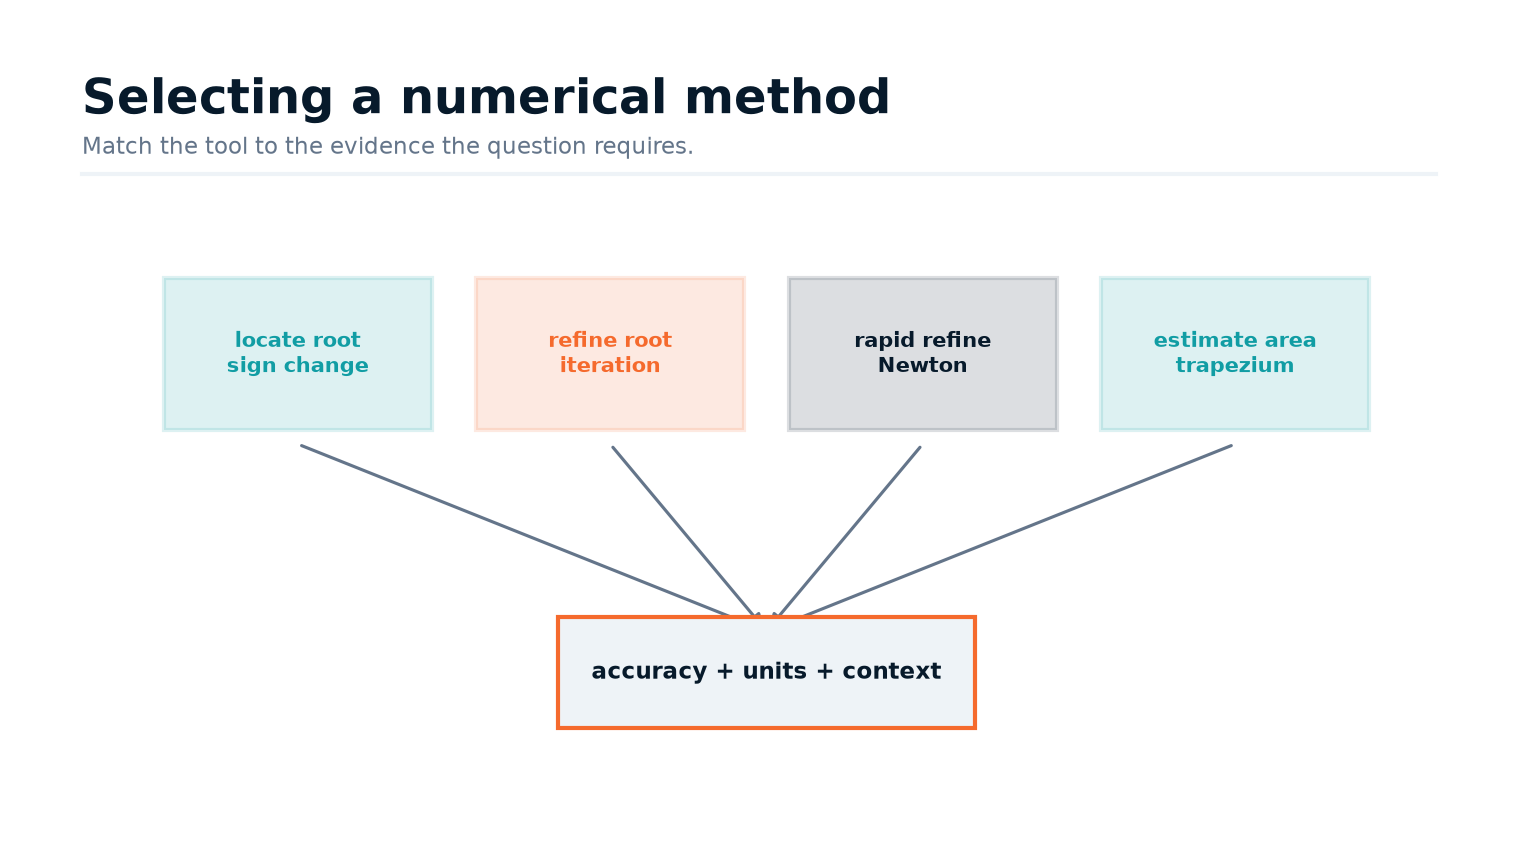 Selecting a numerical method
Match the tool to the evidence the question requires.
locate root
sign change
refine root
iteration
rapid refine
Newton
estimate area
trapezium
accuracy + units + context